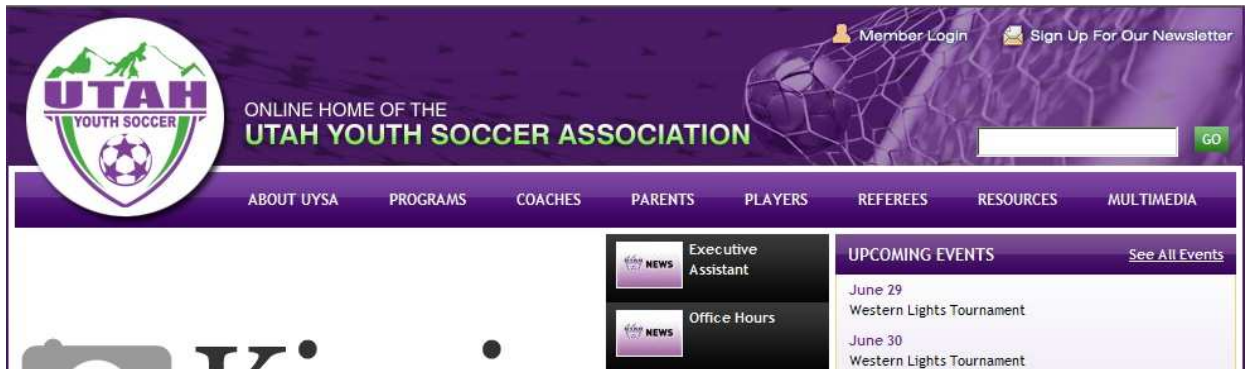 Member Login
Sign Up For Our Newsletter
UTAH
YOUTH SOCCER
ONLINE HOME OF THE
UTAH YOUTH SOCCER ASSOCIATION
GO
ABOUT UYSA PROGRAMS COACHES PARENTS PLAYERS REFEREES RESOURCES MULTIMEDIA
NEWS
Executive
Assistant
NEWS
Office Hours
UPCOMING EVENTS
See All Events
June 29
Western Lights Tournament
June 30
Western Lights Tournament